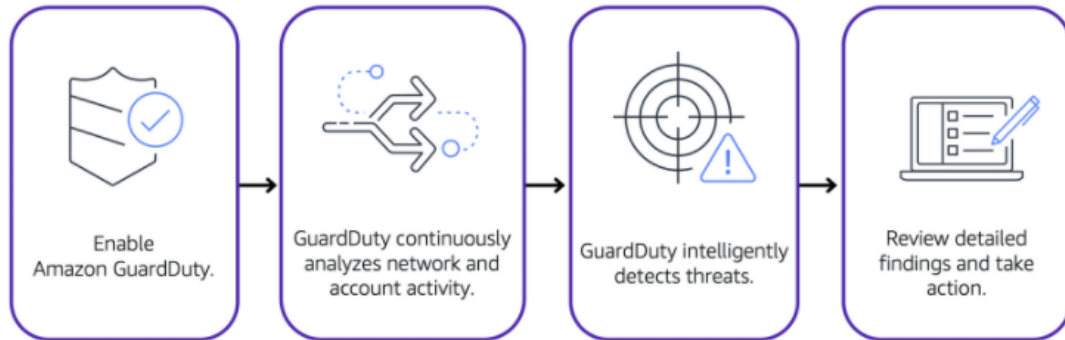 Enable
Amazon GuardDuty.
GuardDuty continuously
analyzes network and
account activity.
GuardDuty intelligently
detects threats.
Review detailed
findings and take
action.